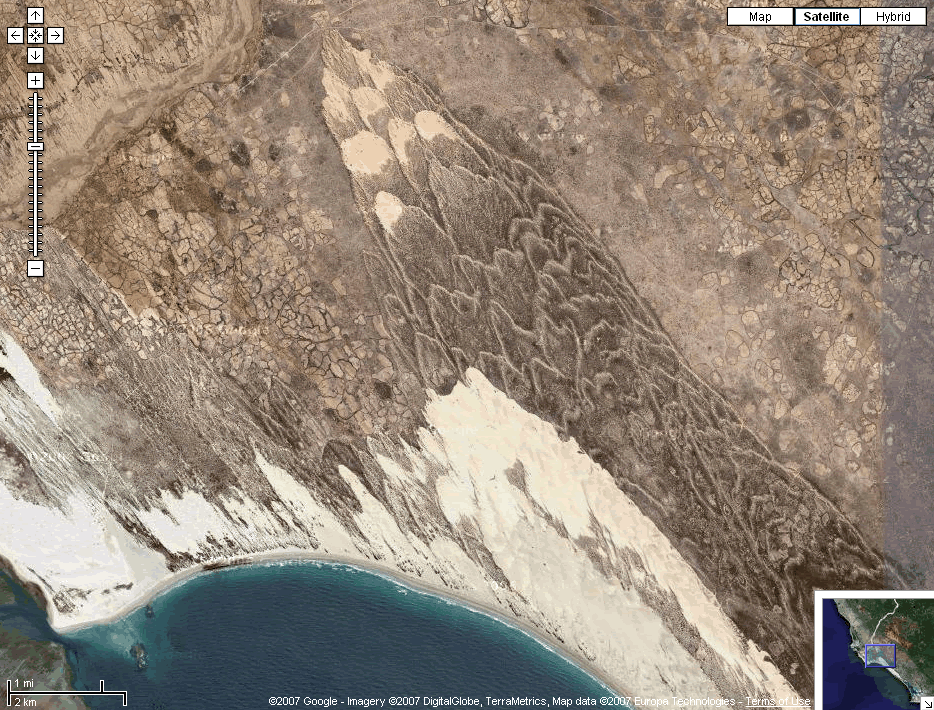 Map Satellite Hybrid
1 mi
2 km
©2007 Google - Imagery ©2007 DigitalGlobe, TerraMetrics, Map data ©2007 Europa Technologies - Terms of Use